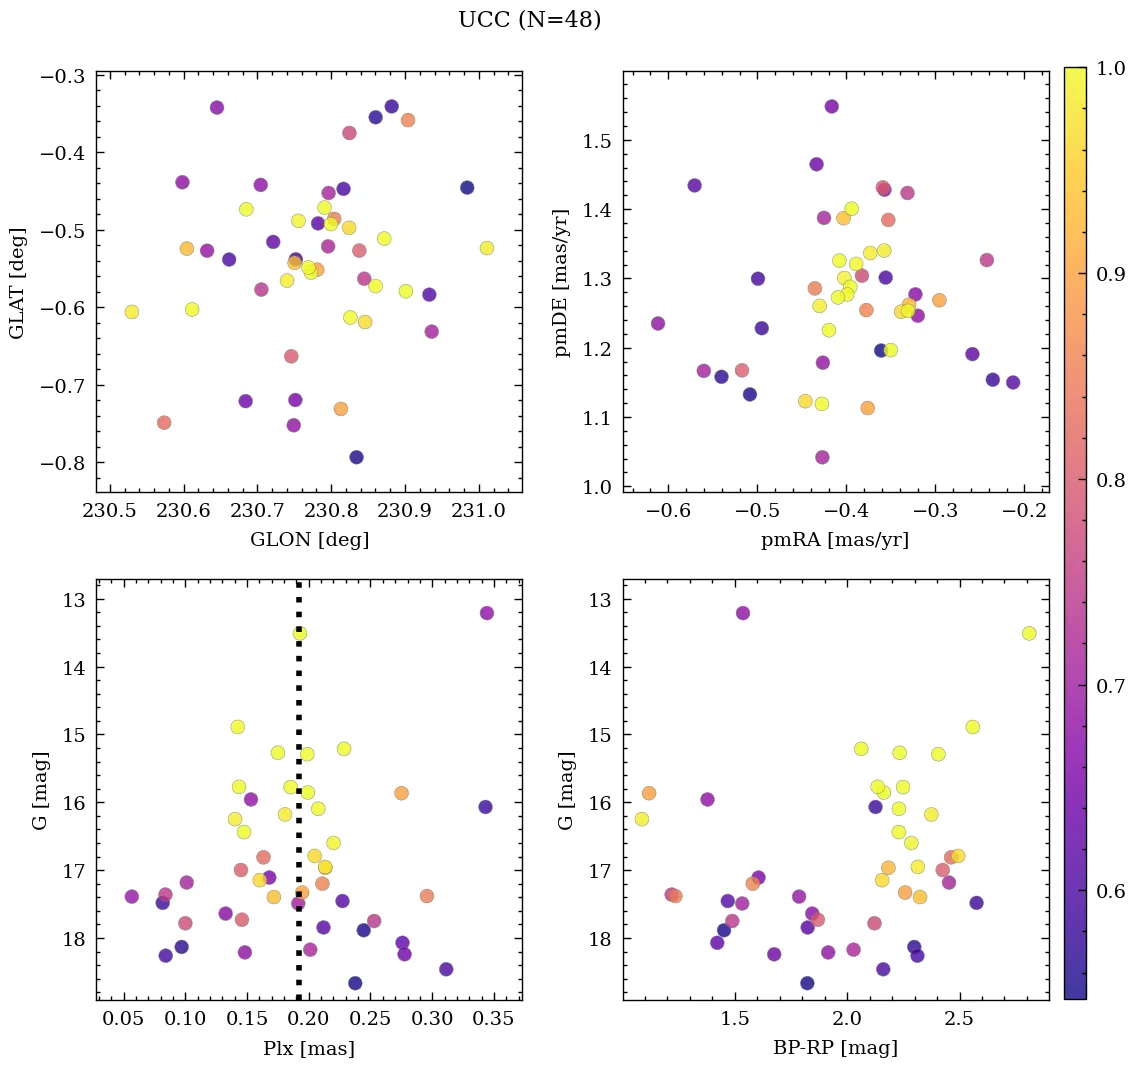 UCC (N=48)
−0.3
−0.4
−0.5
−0.6
−0.7
−0.8
GLAT [deg]
230.5 230.6 230.7 230.8 230.9 231.0
GLON [deg]
1.5
1.4
1.3
1.2
1.1
1.0
pmDE [mas/yr]
−0.6 −0.5 −0.4 −0.3 −0.2
pmRA [mas/yr]
1.0
0.9
0.8
0.7
0.6
13
14
15
16
17
18
G [mag]
0.05 0.10 0.15 0.20 0.25 0.30 0.35
Plx [mas]
13
14
15
16
17
18
G [mag]
1.5 2.0 2.5
BP-RP [mag]